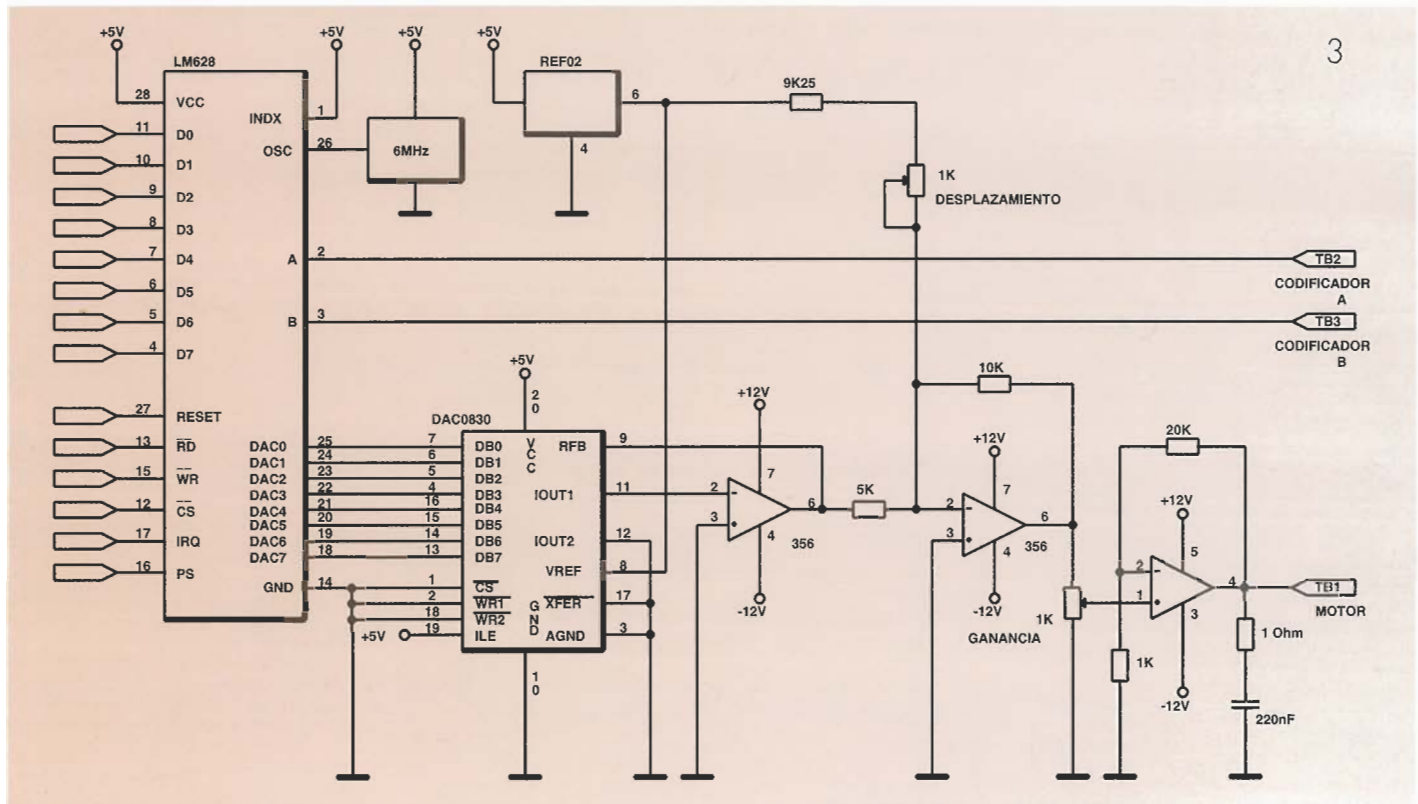 3
+5V
+5V
+5V
+5V
LM628
REF02
28 VCC
INDX 1
6
9K25
11 D0
10 D1
OSC 26
6MHz
4
9 D2
1K
DESPLAZAMIENTO
8 D3
7 D4
A 2
TB2
CODIFICADOR
A
6 D5
5 D6
B 3
TB3
CODIFICADOR
B
4 D7
+5V
20
10K
+12V
27 RESET
DAC0830
13 RD
15 WR
12 CS
17 IRQ
16 PS
DAC0 25
DAC1 24
DAC2 23
DAC3 22
DAC4 21
DAC5 20
DAC6 19
DAC7 18
GND 14
7 DB0
6 DB1
5 DB2
4 DB3
16 DB4
15 DB5
14 DB6
13 DB7
1 CS
2 WR1
18 WR2
+5V
19 ILE
VCC
GND
RFB 9
IOUT1 11
IOUT2 12
VREF 8
XFER 17
AGND 3
10
2
3
7
6
4
356
-12V
5K
+12V
2
3
7
6
4
356
-12V
GANANCIA
1K
20K
+12V
5
2
1
4
3
-12V
1K
TB1
MOTOR
1 Ohm
220nF